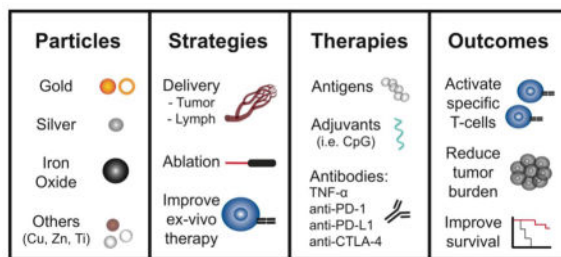 Particles
Gold
Silver
Iron
Oxide
Others
(Cu, Zn, Ti)
Strategies
Delivery
- Tumor
- Lymph
Ablation
Improve
ex-vivo
therapy
Therapies
Antigens
Adjuvants
(i.e. CpG)
Antibodies:
TNF-α
anti-PD-1
anti-PD-L1
anti-CTLA-4
Outcomes
Activate
specific
T-cells
Reduce
tumor
burden
Improve
survival